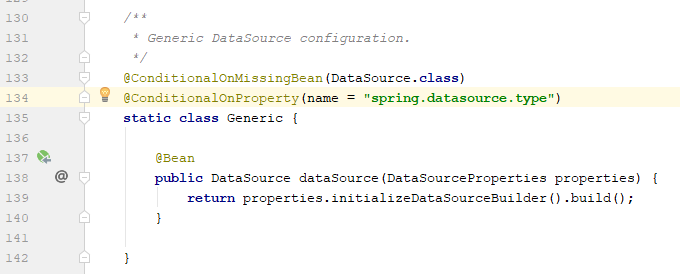 130 /**
131 * Generic DataSource configuration.
132 */
133 @ConditionalOnMissingBean(DataSource.class)
134 @ConditionalOnProperty(name = "spring.datasource.type")
135 static class Generic {
136
137 @Bean
138 @ public DataSource dataSource(DataSourceProperties properties) {
139 return properties.initializeDataSourceBuilder().build();
140 }
141
142 }